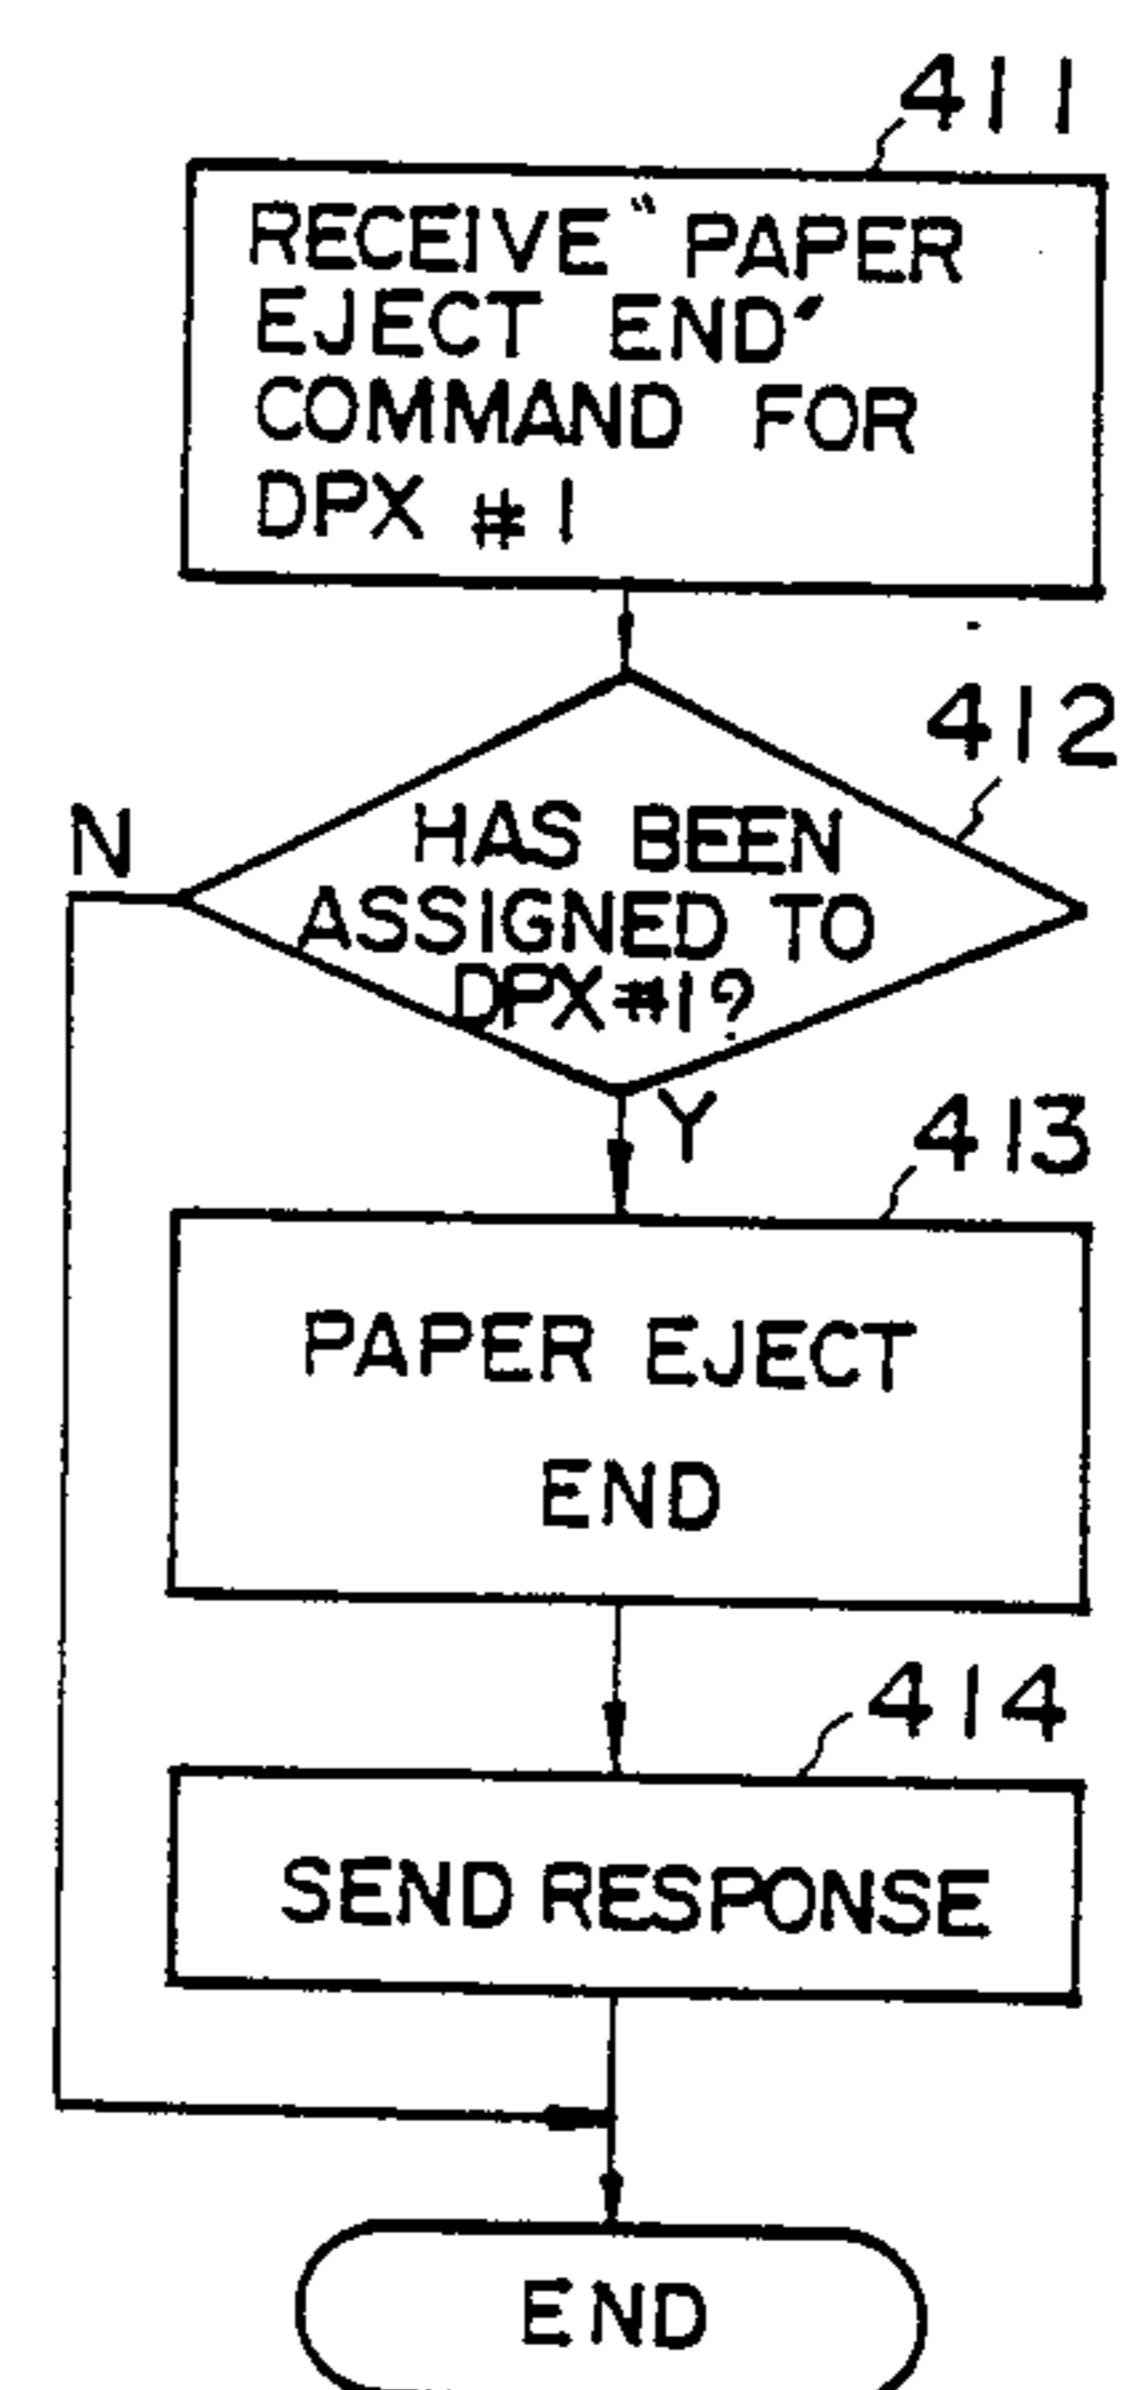 411
RECEIVE "PAPER
EJECT END"
COMMAND FOR
DPX #1
412
N
HAS BEEN
ASSIGNED TO
DPX#1?
Y
413
PAPER EJECT
END
414
SEND RESPONSE
END